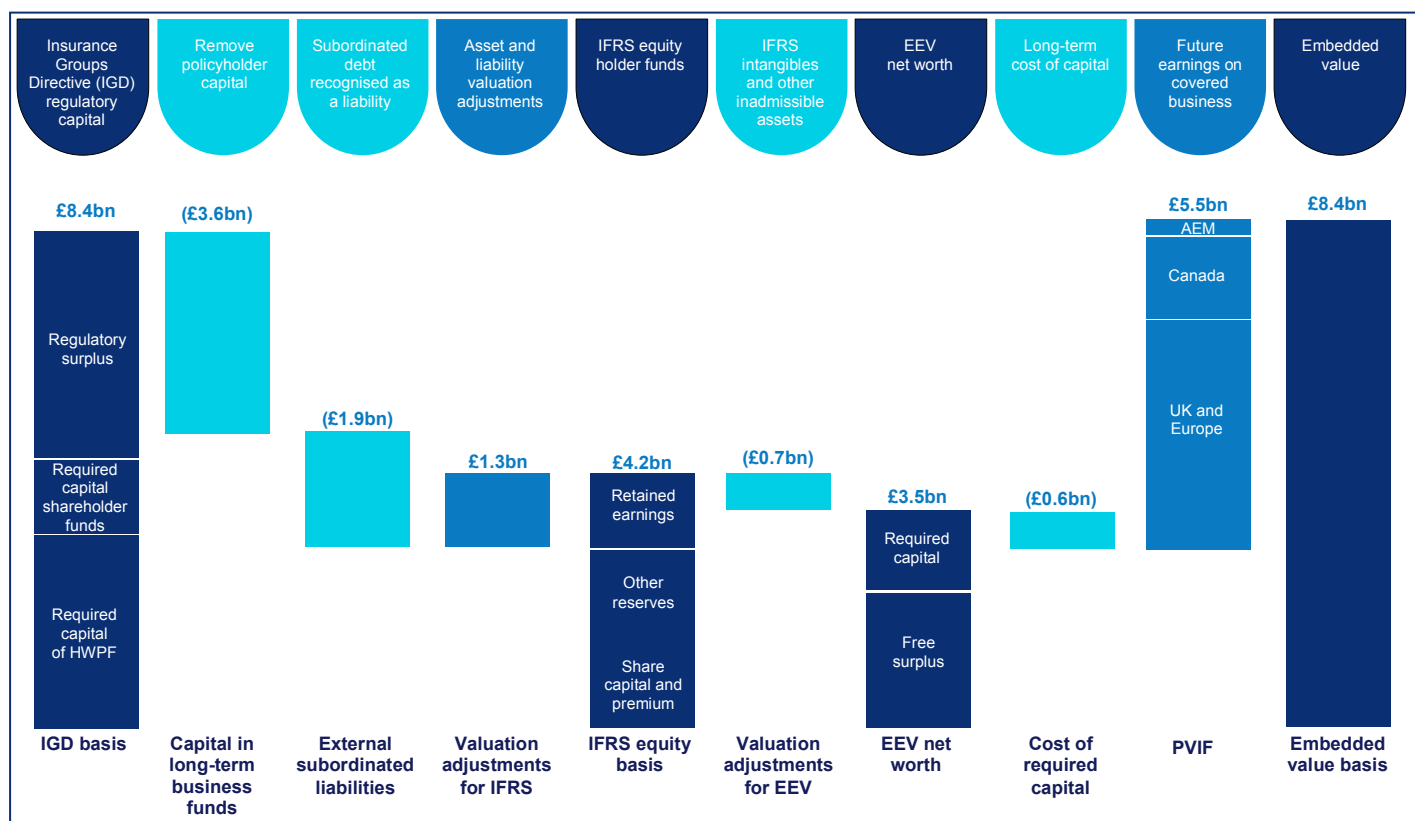 Insurance
Groups
Directive (IGD)
regulatory
capital
Remove
policyholder
capital
Subordinated
debt
recognised as
a liability
Asset and
liability
valuation
adjustments
IFRS equity
holder funds
IFRS
intangibles
and other
inadmissible
assets
EEV
net worth
Long-term
cost of capital
Future
earnings on
covered
business
Embedded
value
£8.4bn
Regulatory
surplus
Required
capital
shareholder
funds
Required
capital
of HWPF
(£3.6bn)
(£1.9bn)
£1.3bn
£4.2bn
Retained
earnings
Other
reserves
Share
capital and
premium
(£0.7bn)
£3.5bn
Required
capital
Free
surplus
(£0.6bn)
£5.5bn
AEM
Canada
UK and
Europe
£8.4bn
IGD basis
Capital in
long-term
business
funds
External
subordinated
liabilities
Valuation
adjustments
for IFRS
IFRS equity
basis
Valuation
adjustments
for EEV
EEV net
worth
Cost of
required
capital
PVIF
Embedded
value basis